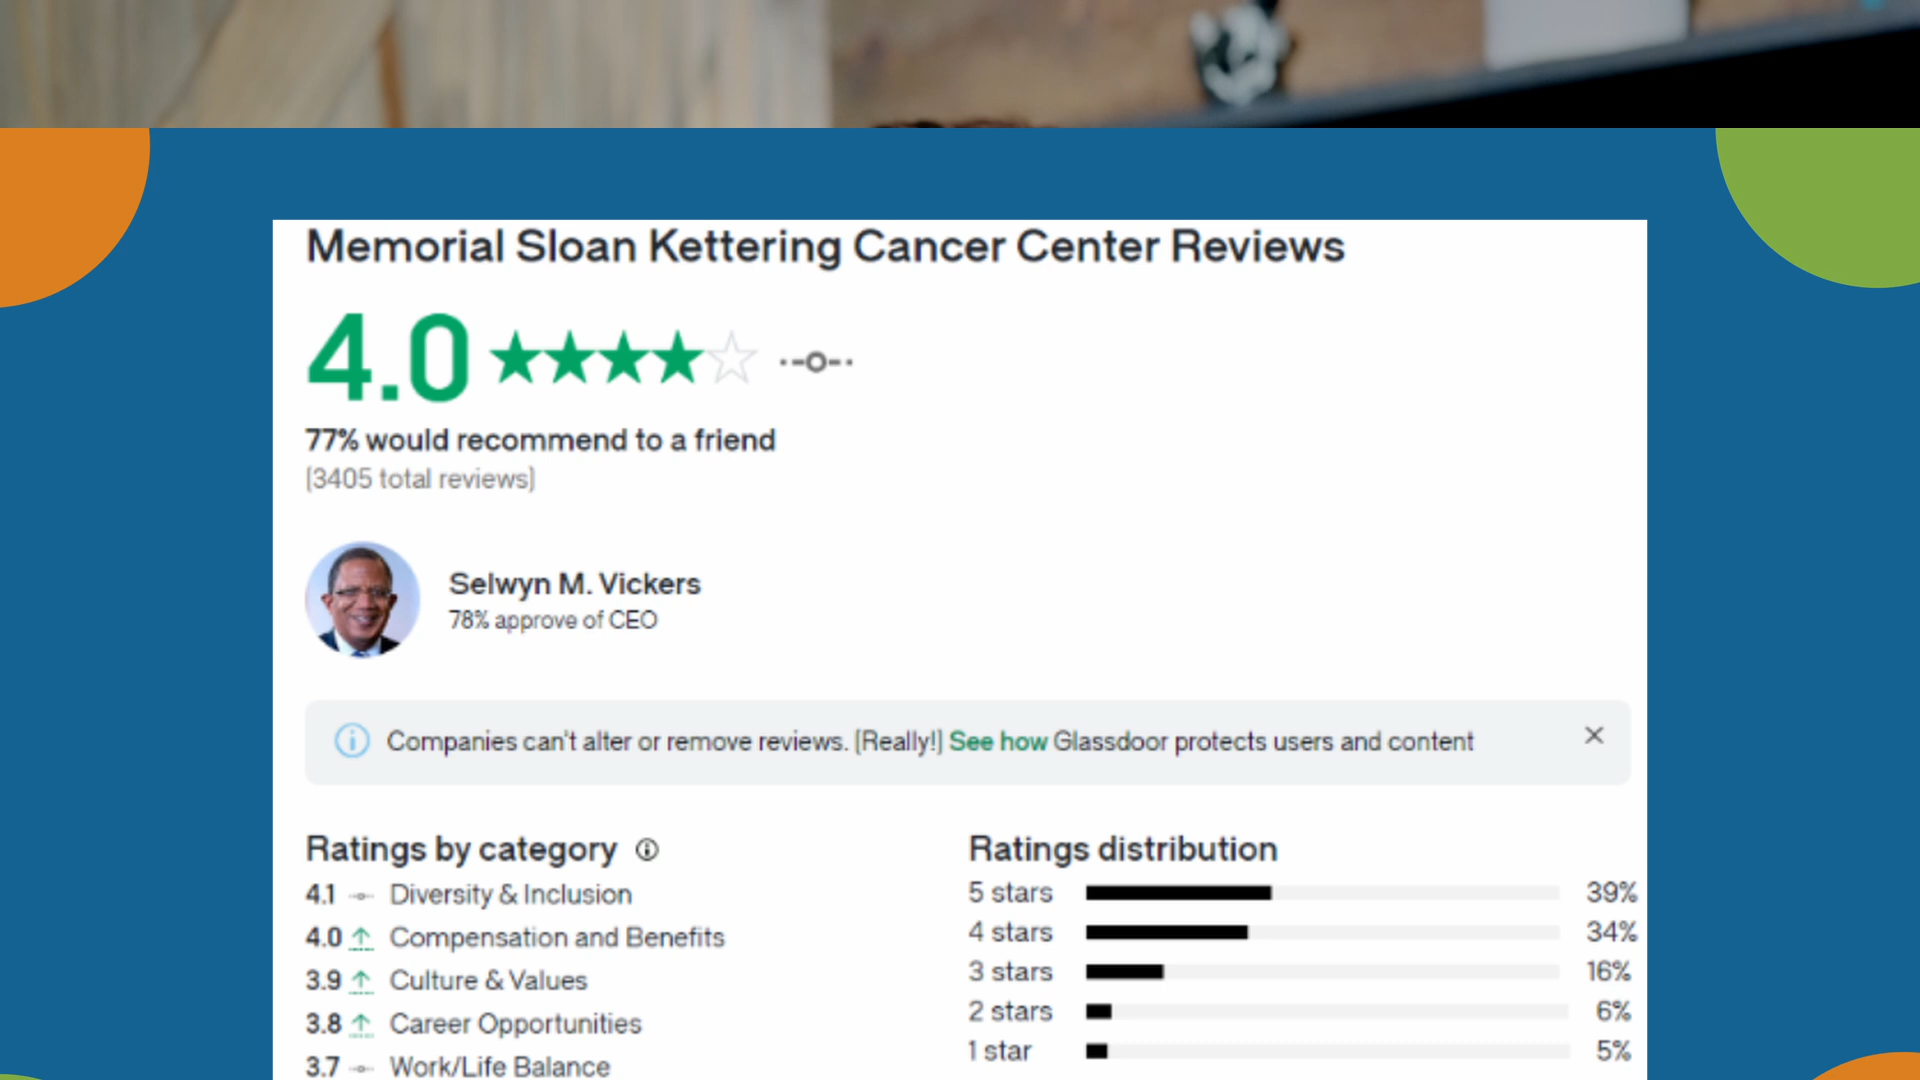 Memorial Sloan Kettering Cancer Center Reviews
4.0
77% would recommend to a friend
(3405 total reviews)
Selwyn M. Vickers
78% approve of CEO
Companies can't alter or remove reviews. (Really!) See how Glassdoor protects users and content
Ratings by category
4.1 Diversity & Inclusion
4.0 Compensation and Benefits
3.9 Culture & Values
3.8 Career Opportunities
3.7 Work/Life Balance
Ratings distribution
5 stars 39%
4 stars 34%
3 stars 16%
2 stars 6%
1 star 5%